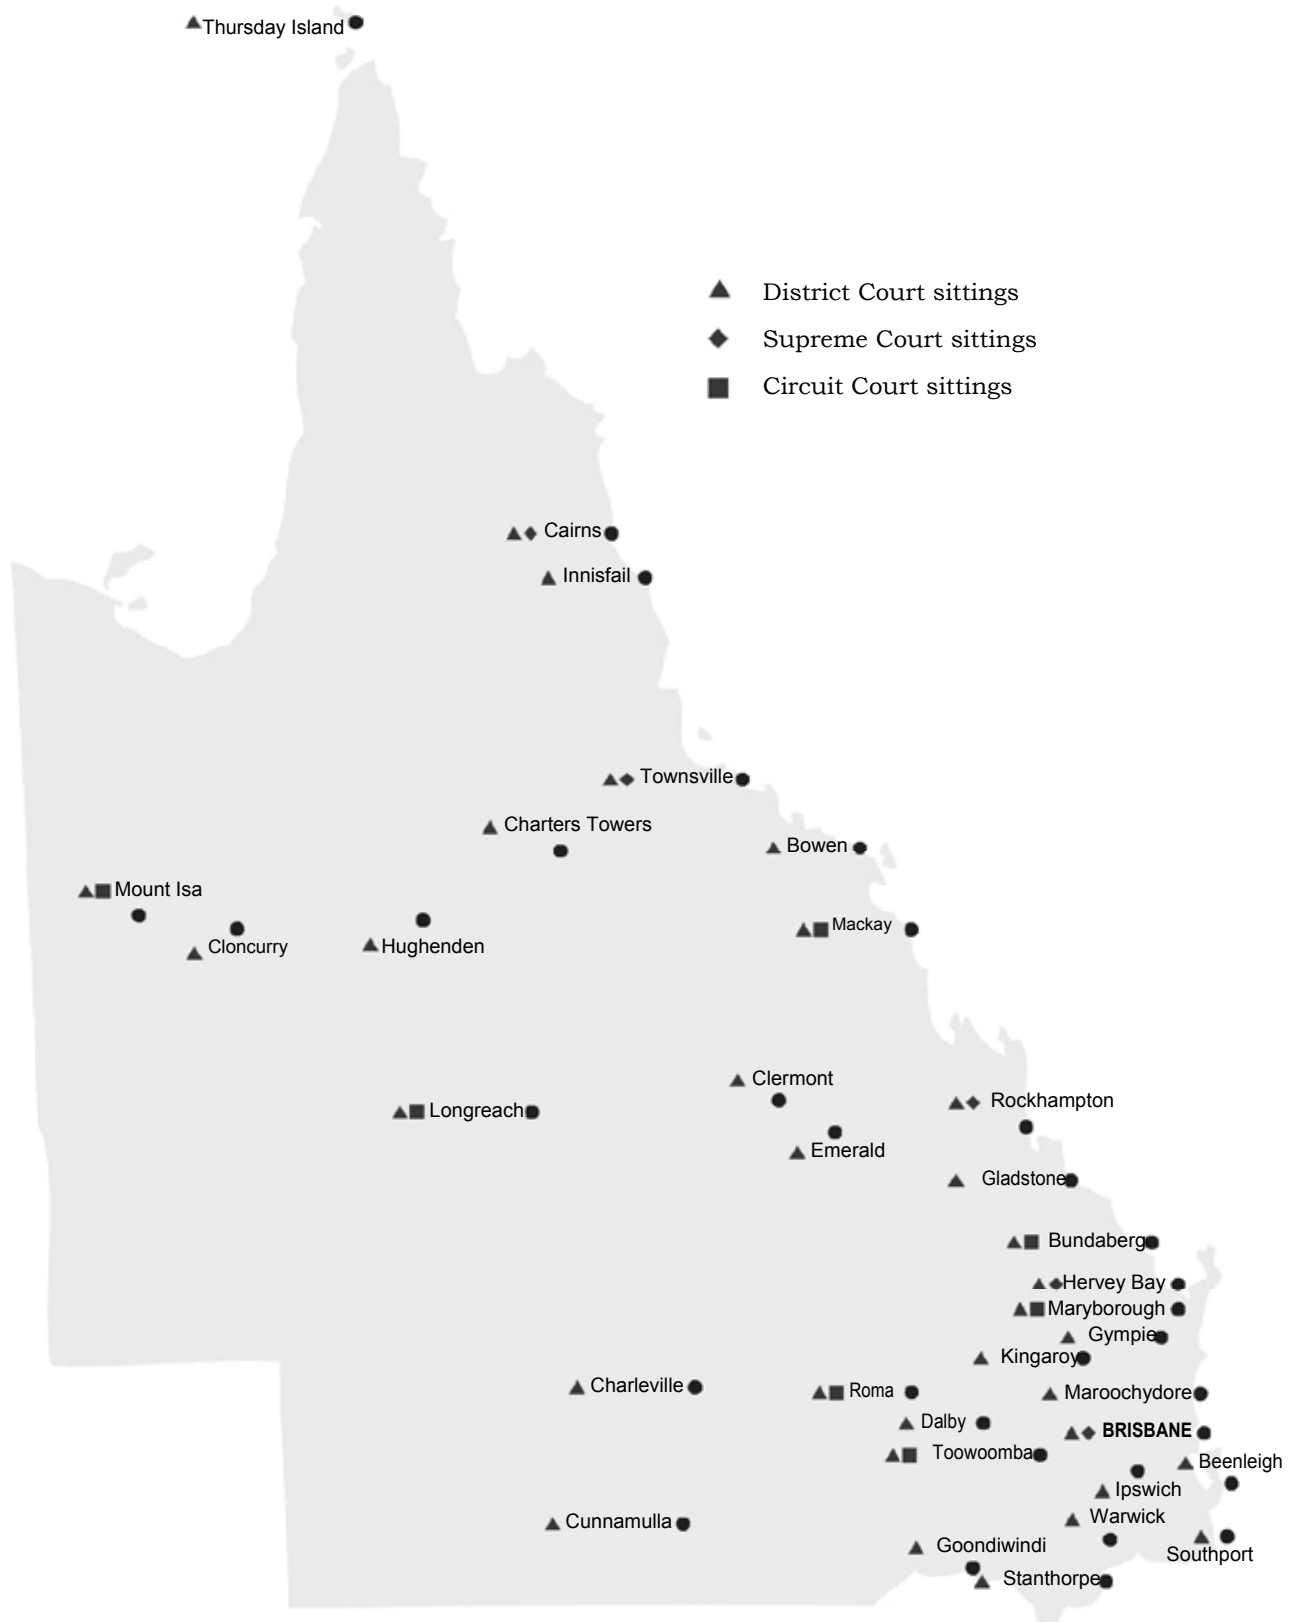 Thursday Island
District Court sittings
Supreme Court sittings
Circuit Court sittings
Cairns
Innisfail
Townsville
Charters Towers
Bowen
Mount Isa
Mackay
Cloncurry
Hughenden
Clermont
Rockhampton
Longreach
Emerald
Gladstone
Bundaberg
Hervey Bay
Maryborough
Gympie
Kingaroy
Charleville
Roma
Maroochydore
Dalby
BRISBANE
Toowoomba
Beenleigh
Ipswich
Warwick
Cunnamulla
Goondiwindi
Southport
Stanthorpe